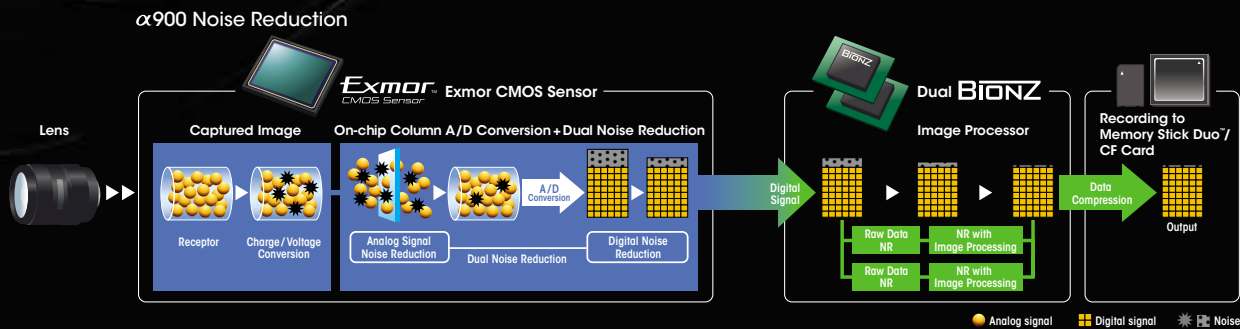 α900 Noise Reduction
BIONZ
Exmor™
CMOS Sensor
Exmor CMOS Sensor
Dual BIONZ
Lens
Captured Image
On-chip Column A/D Conversion + Dual Noise Reduction
Image Processor
Recording to
Memory Stick Duo™/
CF Card
A/D
Conversion
Digital
Signal
Data
Compression
Receptor
Charge/Voltage
Conversion
Analog Signal
Noise Reduction
Dual Noise Reduction
Digital Noise
Reduction
Raw Data
NR
NR with
Image Processing
Raw Data
NR
NR with
Image Processing
Output
Analog signal
Digital signal
Noise